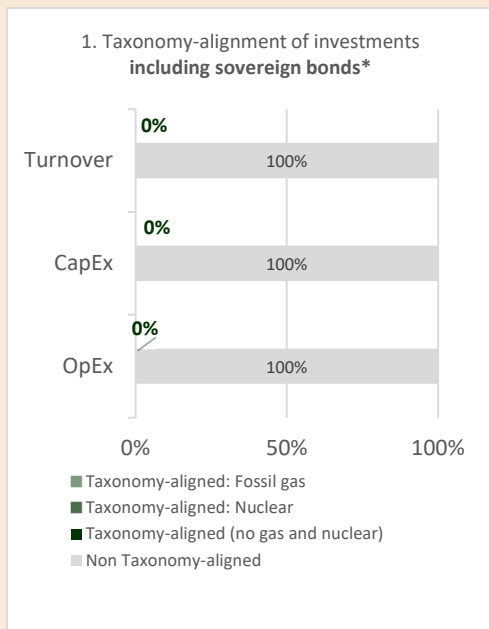 1. Taxonomy-alignment of investments
including sovereign bonds*
0%
Turnover
100%
0%
CapEx
100%
0%
OpEx
100%
0% 50% 100%
Taxonomy-aligned: Fossil gas
Taxonomy-aligned: Nuclear
Taxonomy-aligned (no gas and nuclear)
Non Taxonomy-aligned